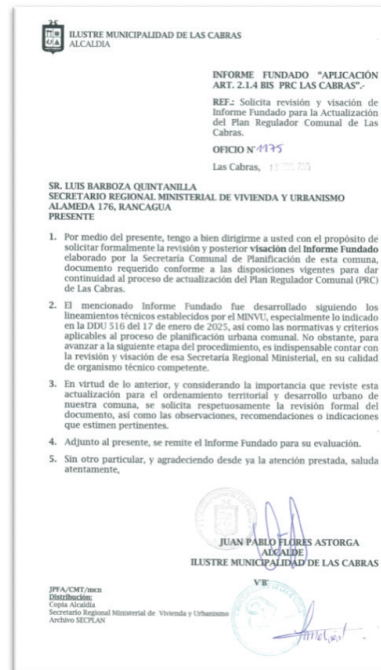 ILUSTRE MUNICIPALIDAD DE LAS CABRAS
ALCALDIA
INFORME FUNDADO "APLICACIÓN
ART. 2.1.4 BIS PRC LAS CABRAS".-
REF.: Solicita revisión y visación de
Informe Fundado para la Actualización
del Plan Regulador Comunal de Las
Cabras.
OFICIO N° 1175
Las Cabras,
SR. LUIS BARBOZA QUINTANILLA
SECRETARIO REGIONAL MINISTERIAL DE VIVIENDA Y URBANISMO
ALAMEDA 176, RANCAGUA
PRESENTE
1. Por medio del presente, tengo a bien dirigirme a usted con el propósito de
solicitar formalmente la revisión y posterior visación del Informe Fundado
elaborado por la Secretaría Comunal de Planificación de esta comuna,
documento requerido conforme a las disposiciones vigentes para dar
continuidad al proceso de actualización del Plan Regulador Comunal (PRC)
de Las Cabras.
2. El mencionado Informe Fundado fue desarrollado siguiendo los
lineamientos técnicos establecidos por el MINVU, especialmente lo indicado
en la DDU 516 del 17 de enero de 2025, así como las normativas y criterios
aplicables al proceso de planificación urbana comunal. No obstante, para
avanzar a la siguiente etapa del procedimiento, es indispensable contar con
la revisión y visación de esa Secretaría Regional Ministerial, en su calidad
de organismo técnico competente.
3. En virtud de lo anterior, y considerando la importancia que reviste esta
actualización para el ordenamiento territorial y desarrollo urbano de
nuestra comuna, se solicita respetuosamente la revisión formal del
documento, así como las observaciones, recomendaciones o indicaciones
que estimen pertinentes.
4. Adjunto al presente, se remite el Informe Fundado para su evaluación.
5. Sin otro particular, y agradeciendo desde ya la atención prestada, saluda
atentamente,
JUAN PABLO FLORES ASTORGA
ALCALDE
ILUSTRE MUNICIPALIDAD DE LAS CABRAS
VB
JPFA/CMT/mcn
Distribución:
Copia Alcaldía
Secretario Regional Ministerial de Vivienda y Urbanismo
Archivo SECPLAN